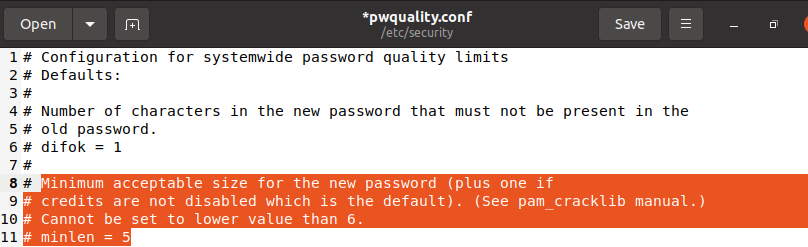 Open
*pwquality.conf
/etc/security
Save
1 # Configuration for systemwide password quality limits
2 # Defaults:
3 #
4 # Number of characters in the new password that must not be present in the
5 # old password.
6 # difok = 1
7 #
8 # Minimum acceptable size for the new password (plus one if
9 # credits are not disabled which is the default). (See pam_cracklib manual.)
10 # Cannot be set to lower value than 6.
11 # minlen = 5